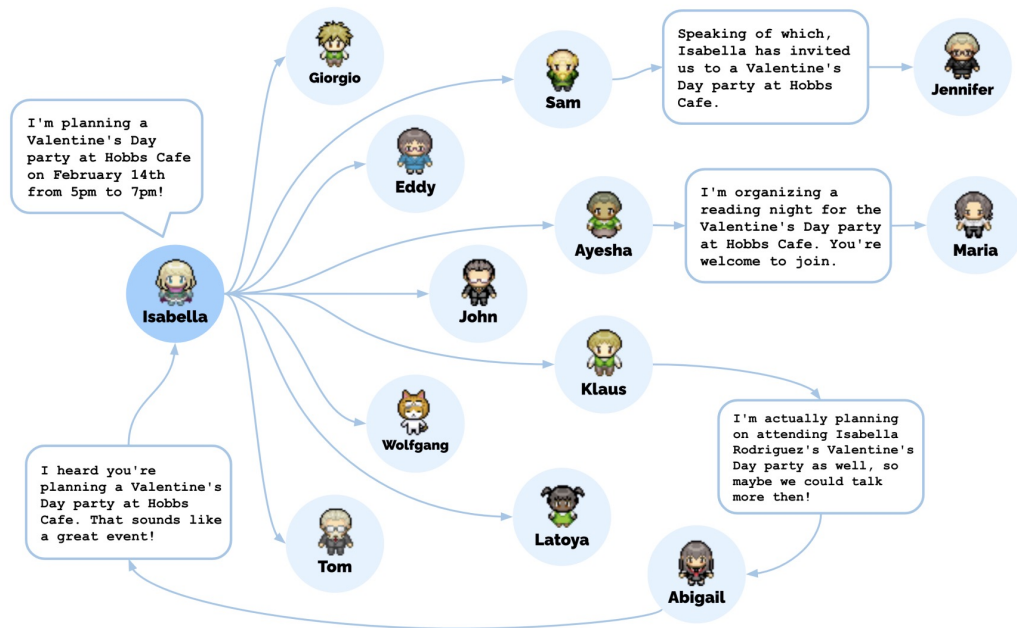 Giorgio
Sam
Speaking of which,
Isabella has invited
us to a Valentine's
Day party at Hobbs
Cafe.
Jennifer
I'm planning a
Valentine's Day
party at Hobbs Cafe
on February 14th
from 5pm to 7pm!
Eddy
Ayesha
I'm organizing a
reading night for the
Valentine's Day party
at Hobbs Cafe. You're
welcome to join.
Maria
Isabella
John
Klaus
Wolfgang
I'm actually planning
on attending Isabella
Rodriguez's Valentine's
Day party as well, so
maybe we could talk
more then!
I heard you're
planning a Valentine's
Day party at Hobbs
Cafe. That sounds like
a great event!
Tom
Latoya
Abigail